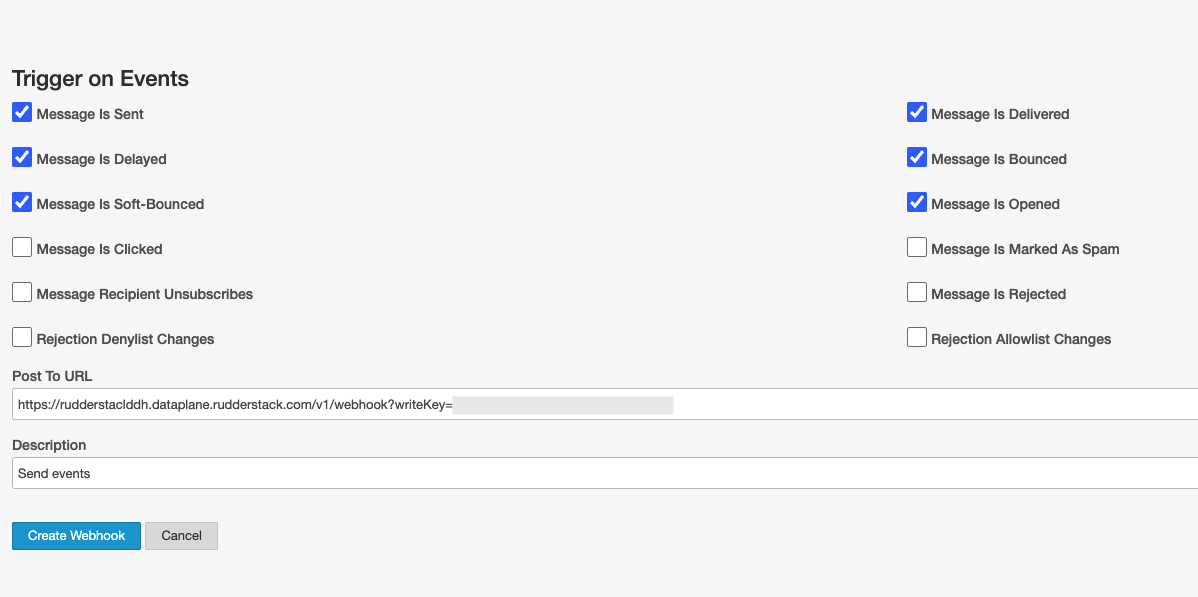 Trigger on Events
Message Is Sent
Message Is Delivered
Message Is Delayed
Message Is Bounced
Message Is Soft-Bounced
Message Is Opened
Message Is Clicked
Message Is Marked As Spam
Message Recipient Unsubscribes
Message Is Rejected
Rejection Denylist Changes
Rejection Allowlist Changes
Post To URL
https://rudderstaclddh.dataplane.rudderstack.com/v1/webhook?writeKey=
Description
Send events
Create Webhook
Cancel